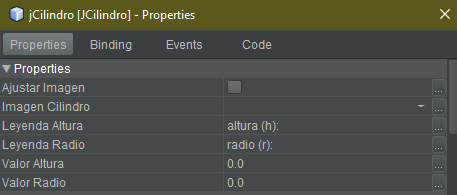 jCilindro [JCilindro] - Properties
Properties Binding Events Code
Properties
Ajustar Imagen ...
Imagen Cilindro ...
Leyenda Altura altura (h): ...
Leyenda Radio radio (r): ...
Valor Altura 0.0 ...
Valor Radio 0.0 ...